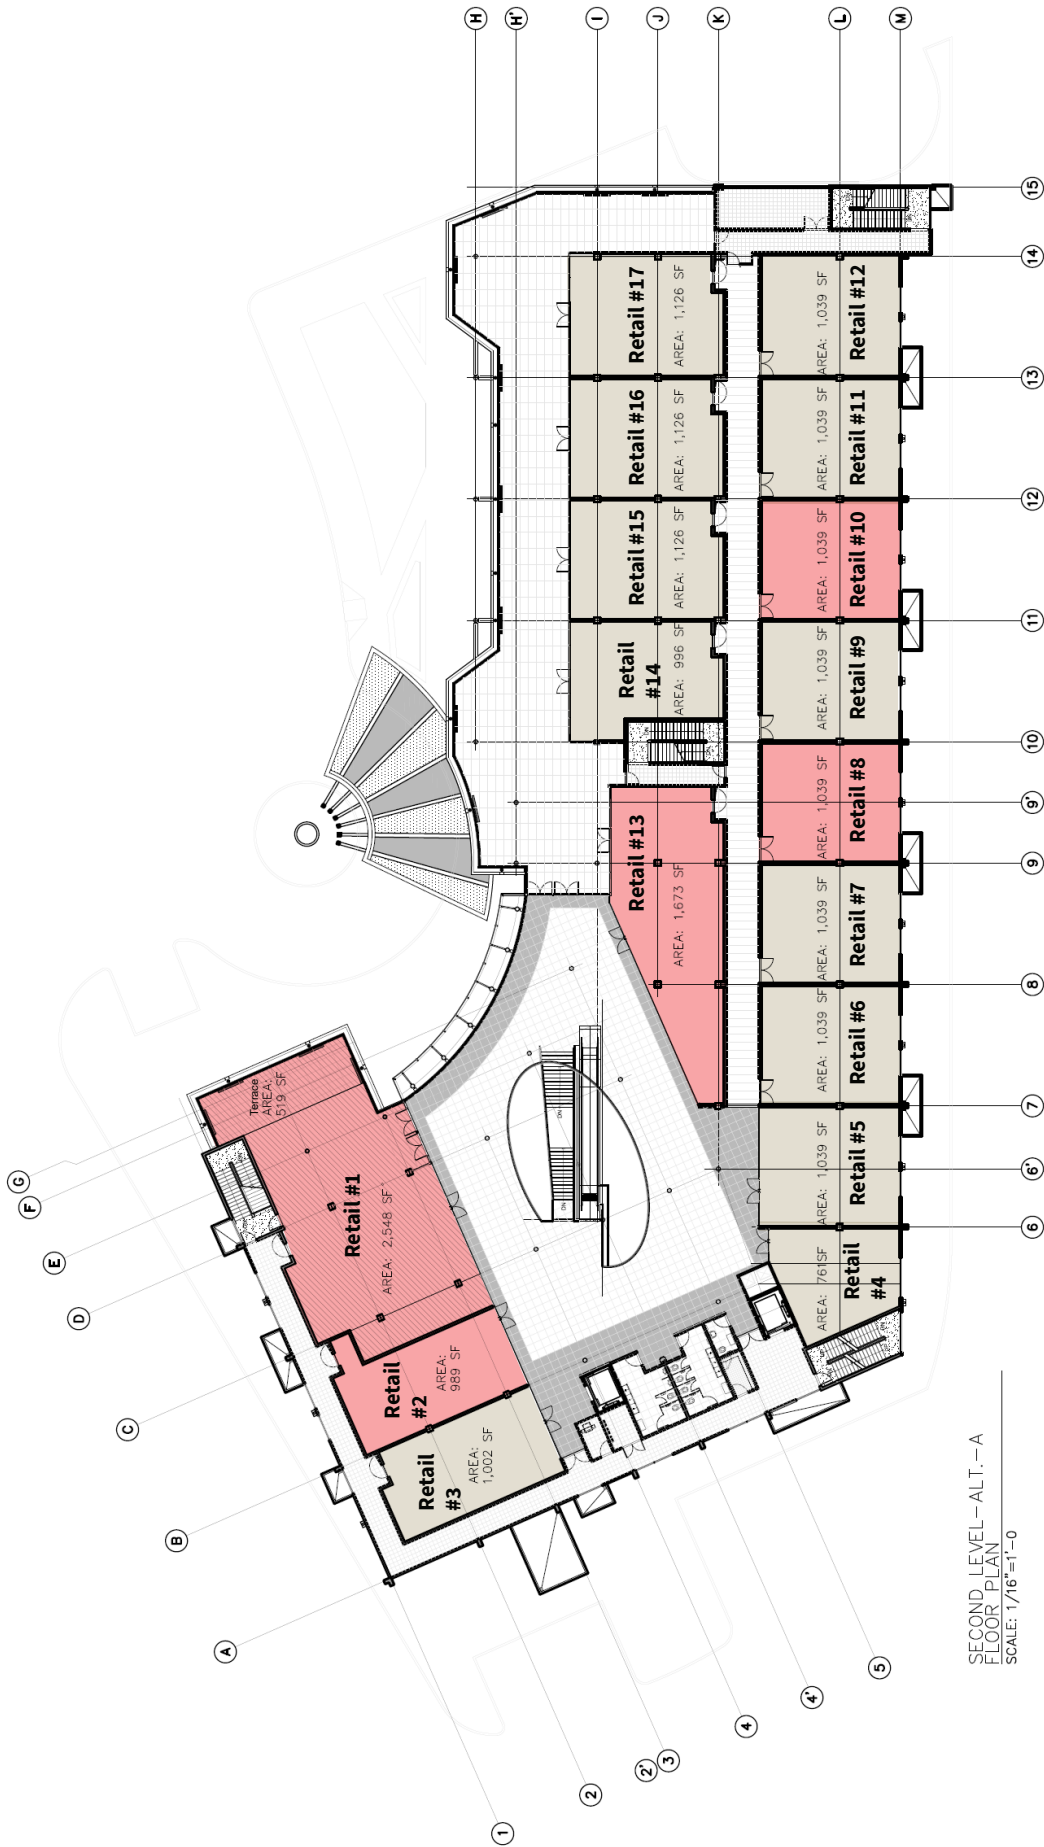 H
H'
I
J
K
L
M
15
14
13
12
11
10
9'
9
8
7
6'
6
G
F
E
D
C
B
A
1
2
2'
3
4
4'
5
Retail #17
AREA: 1,126 SF
Retail #12
AREA: 1,039 SF
Retail #16
AREA: 1,126 SF
Retail #11
AREA: 1,039 SF
Retail #15
AREA: 1,126 SF
Retail #10
AREA: 1,039 SF
Retail
#14
AREA: 996 SF
Retail #9
AREA: 1,039 SF
Retail #8
AREA: 1,039 SF
Retail #13
AREA: 1,673 SF
Retail #7
AREA: 1,039 SF
Retail #6
AREA: 1,039 SF
Retail #5
AREA: 1,039 SF
Retail
#4
AREA: 761SF
Terrace
AREA:
519 SF
Retail #1
AREA: 2,548 SF
Retail
#2
AREA:
989 SF
Retail
#3
AREA:
1,002 SF
DN
DN
SECOND LEVEL-ALT.-A
FLOOR PLAN
SCALE: 1/16"=1'-0